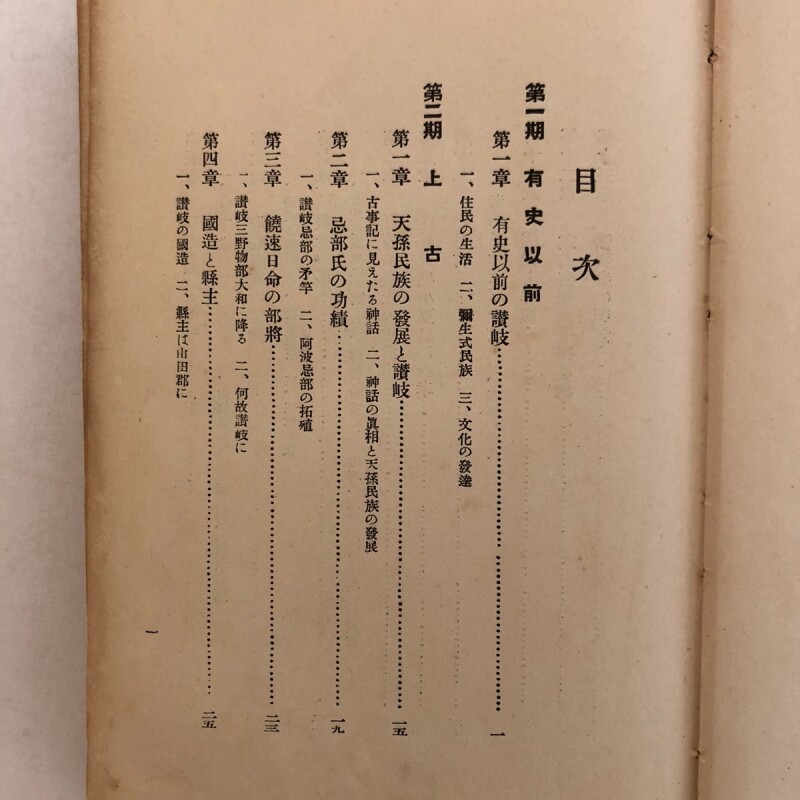 目次
第一期 有史以前
第一章 有史以前の讃岐………一
一、住民の生活 二、彌生式民族 三、文化の發達
第二期 上古
第一章 天孫民族の發展と讃岐………一五
一、古事記に見えたる神話 二、神話の眞相と天孫民族の發展
第二章 忌部氏の功績………一九
一、讃岐忌部の矛竿 二、阿波忌部の拓殖
第三章 饒速日命の部將………二三
一、讃岐三野物部大和に降る 二、何故讃岐に
第四章 國造と縣主………二五
一、讃岐の國造 二、縣主は山田郡に
一